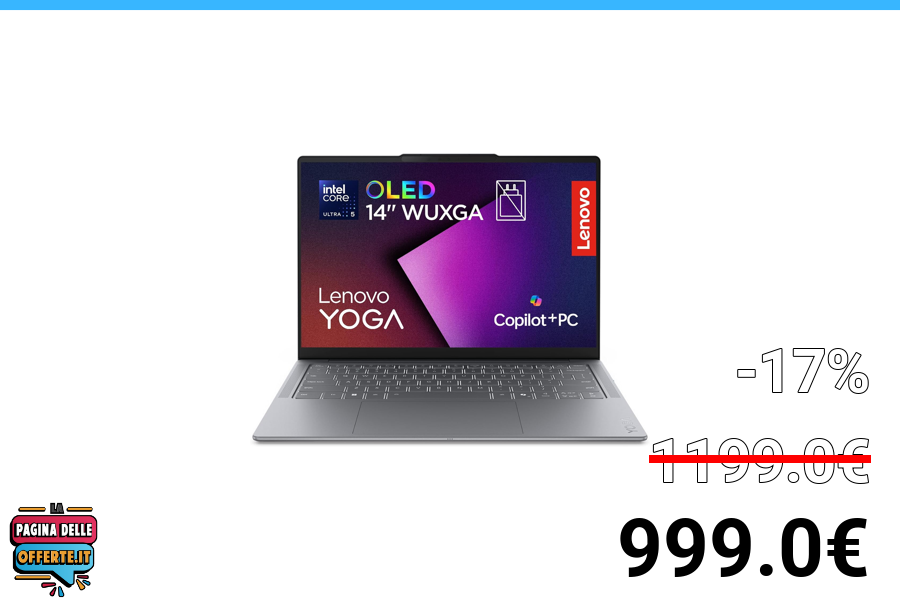 intel
CORE
ULTRA 5
OLED
14" WUXGA
Lenovo
Lenovo
YOGA
Copilot+PC
-17%
1199.0€
999.0€
LA
PAGINA DELLE
OFFERTE.IT